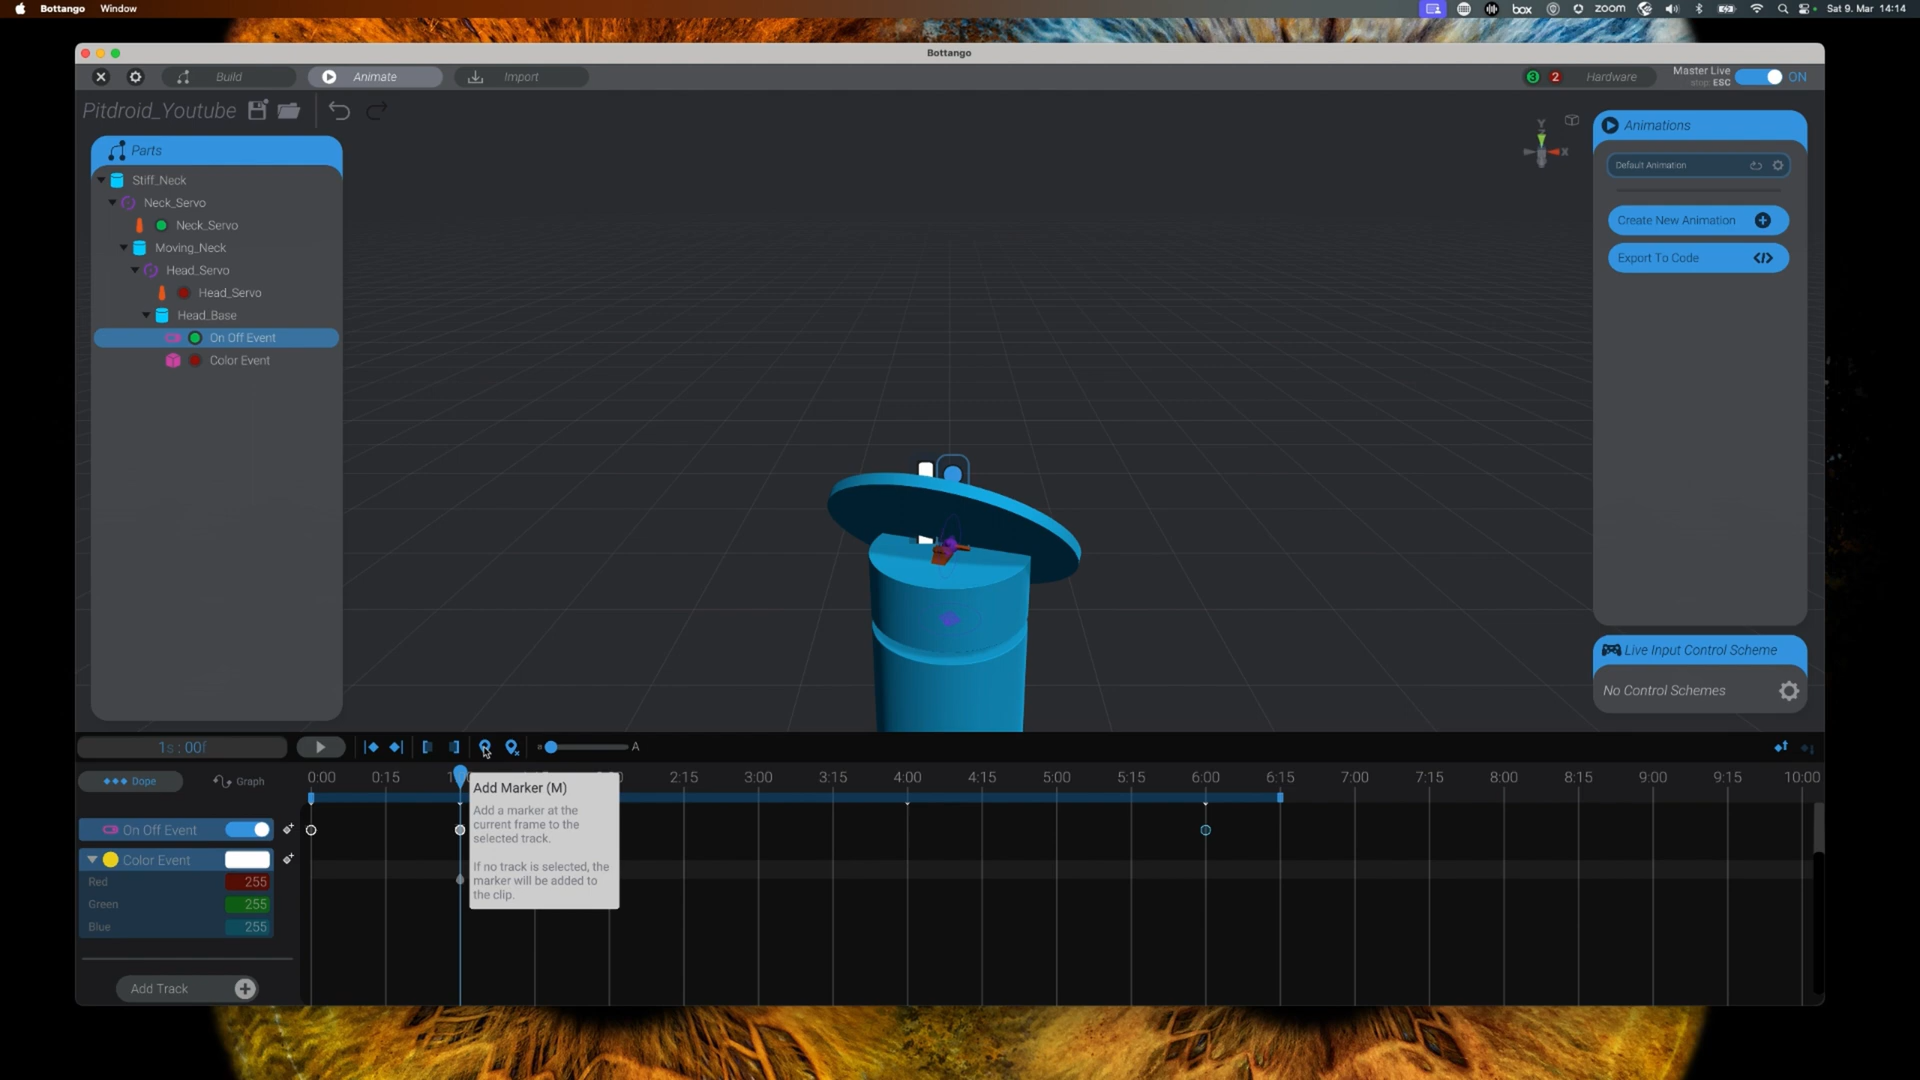 Bottango Window
box
zoom
Sat 9. Mar 14:14
Bottango
Build
Animate
Import
3
2
Hardware
Master Live
stop: ESC
ON
Pitdroid_Youtube
Parts
Stiff_Neck
Neck_Servo
Neck_Servo
Moving_Neck
Head_Servo
Head_Servo
Head_Base
On Off Event
Color Event
Y
X
Animations
Default Animation
Create New Animation
Export To Code
Live Input Control Scheme
No Control Schemes
1s : 00f
A
Dope
Graph
0:00 0:15 2:15 3:00 3:15 4:00 4:15 5:00 5:15 6:00 6:15 7:00 7:15 8:00 8:15 9:00 9:15 10:00
Add Marker (M)
Add a marker at the
current frame to the
selected track.
If no track is selected, the
marker will be added to
the clip.
On Off Event
Color Event
Red 255
Green 255
Blue 255
Add Track